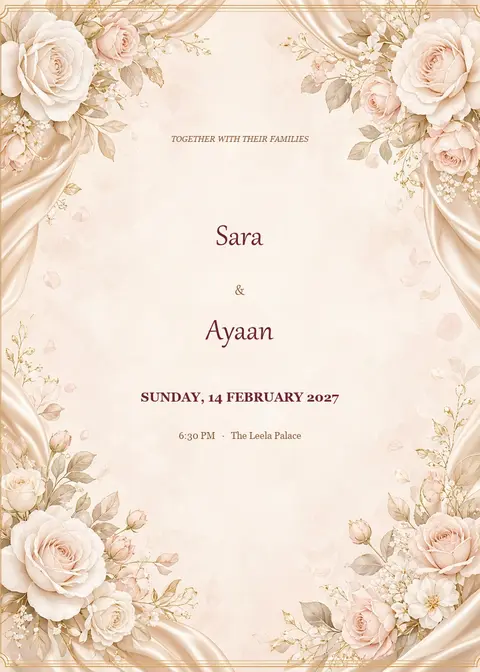 TOGETHER WITH THEIR FAMILIES
Sara
&
Ayaan
SUNDAY, 14 FEBRUARY 2027
6:30 PM · The Leela Palace